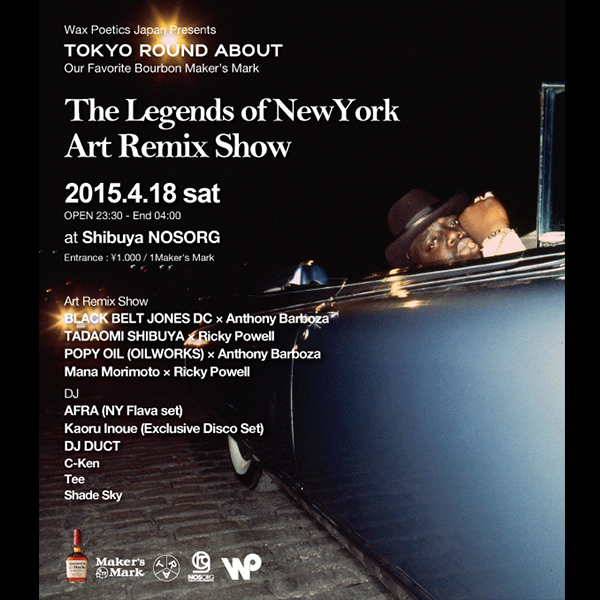 Wax Poetics Japan Presents
TOKYO ROUND ABOUT
Our Favorite Bourbon Maker's Mark
The Legends of NewYork
Art Remix Show
2015.4.18 sat
OPEN 23:30 - End 04:00
at Shibuya NOSORG
Entrance : ¥1.000 / 1Maker's Mark
Art Remix Show
BLACK BELT JONES DC × Anthony Barboza
TADAOMI SHIBUYA × Ricky Powell
POPY OIL (OILWORKS) × Anthony Barboza
Mana Morimoto × Ricky Powell
DJ
AFRA (NY Flava set)
Kaoru Inoue (Exclusive Disco Set)
DJ DUCT
C-Ken
Tee
Shade Sky
Maker's
Mark
TRA
NOSORG
WP